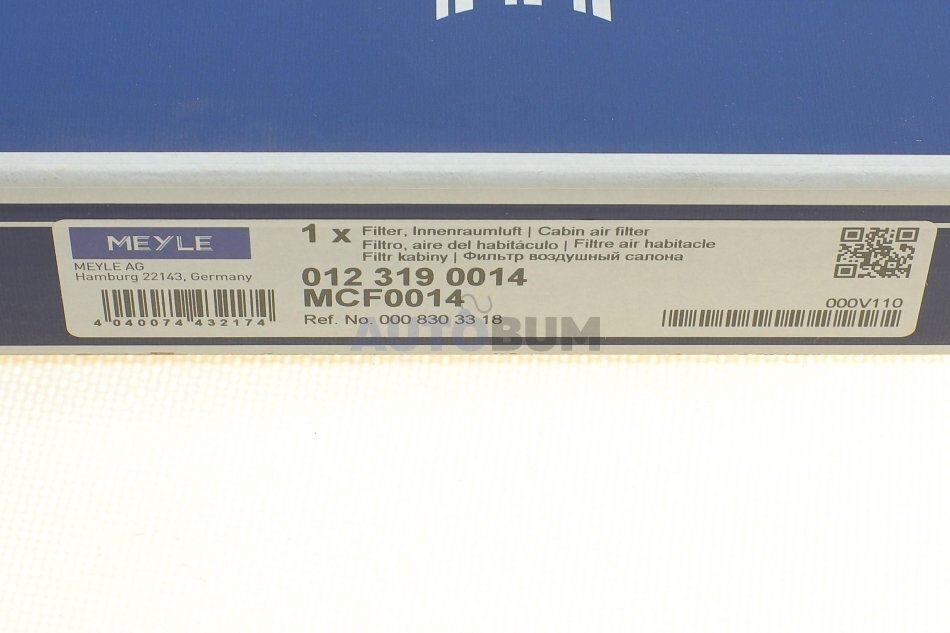 MEYLE
MEYLE AG
Hamburg 22143, Germany
4 040074 432174
1 x Filter, Innenraumluft | Cabin air filter
Filtro, aire del habitáculo | Filtre air habitacle
Filtr kabiny | Фильтр воздушный салона
012 319 0014
MCF0014
Ref. No. 000 830 33 18
000V110
AUTOBUM